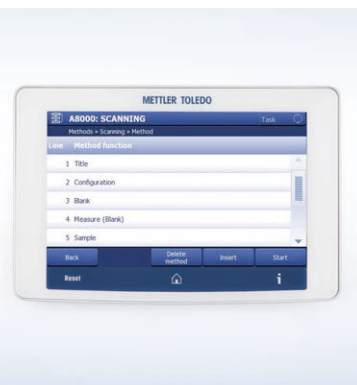 METTLER TOLEDO
A8000: SCANNING Task
Methods » Scanning » Method
Line Method function
1 Title
2 Configuration
3 Blank
4 Measure (Blank)
5 Sample
Back Delete method Insert Start
Reset i